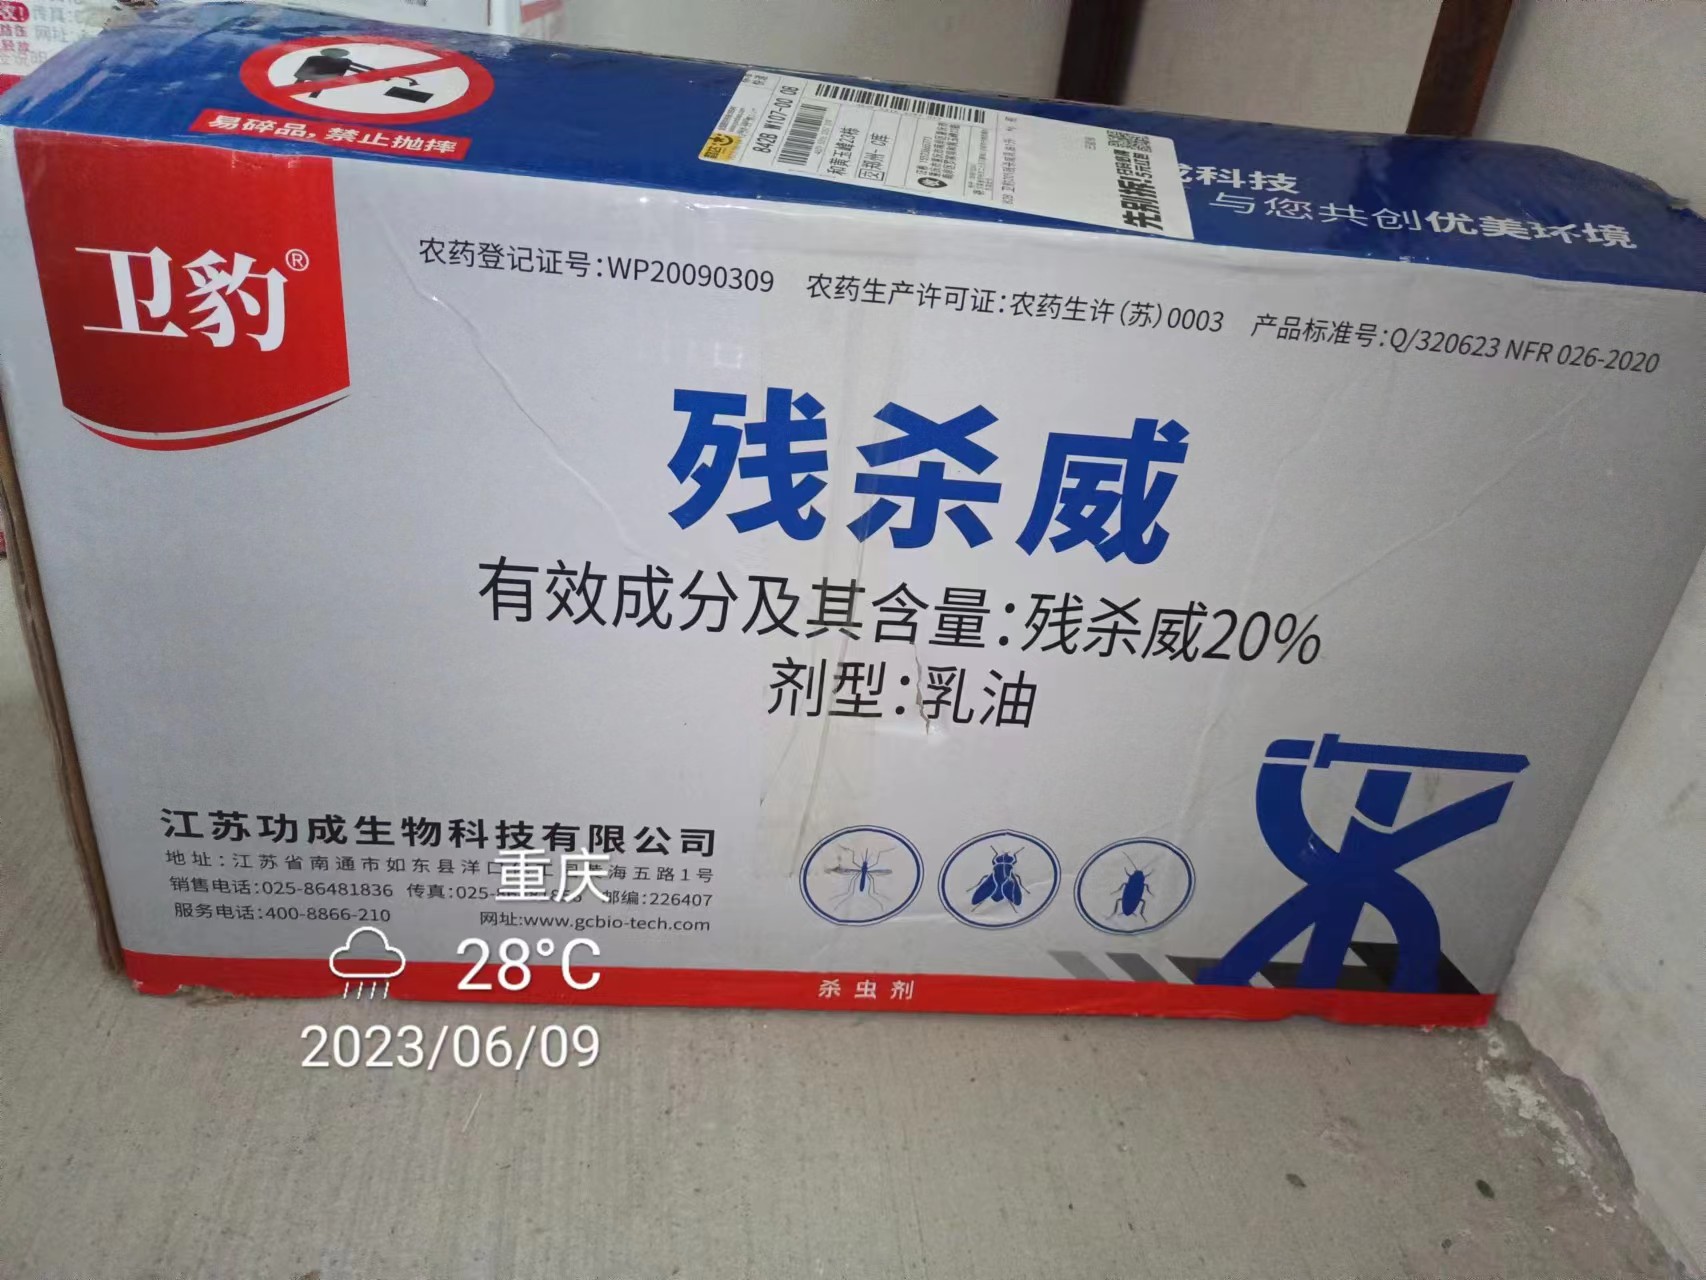 易碎品，禁止抛摔
842B W107-00 08
科技
与您共创优美环境
卫豹®
农药登记证号：WP20090309 农药生产许可证：农药生许（苏）0003 产品标准号：Q/320623 NFR 026-2020
残杀威
有效成分及其含量：残杀威20%
剂型：乳油
江苏功成生物科技有限公司
地址：江苏省南通市如东县洋口 海五路1号
销售电话：025-86481836 传真：025- 邮编：226407
服务电话：400-8866-210 网址：www.gcbio-tech.com
杀虫剂
重庆
28°C
2023/06/09